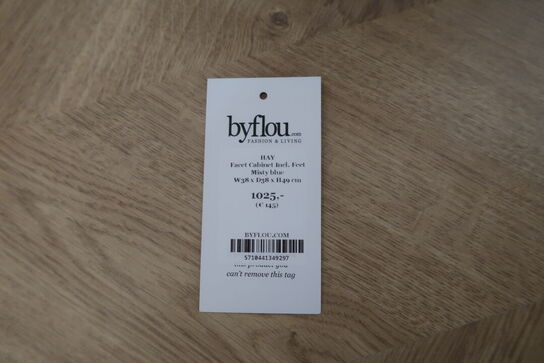 byflou.com
FASHION & LIVING
HAY
Facet Cabinet Incl. Feet
Misty blue
W38 x D38 x H49 cm
1025,-
(€ 145)
BYFLOU.COM
5710441349297
this product you
can't remove this tag